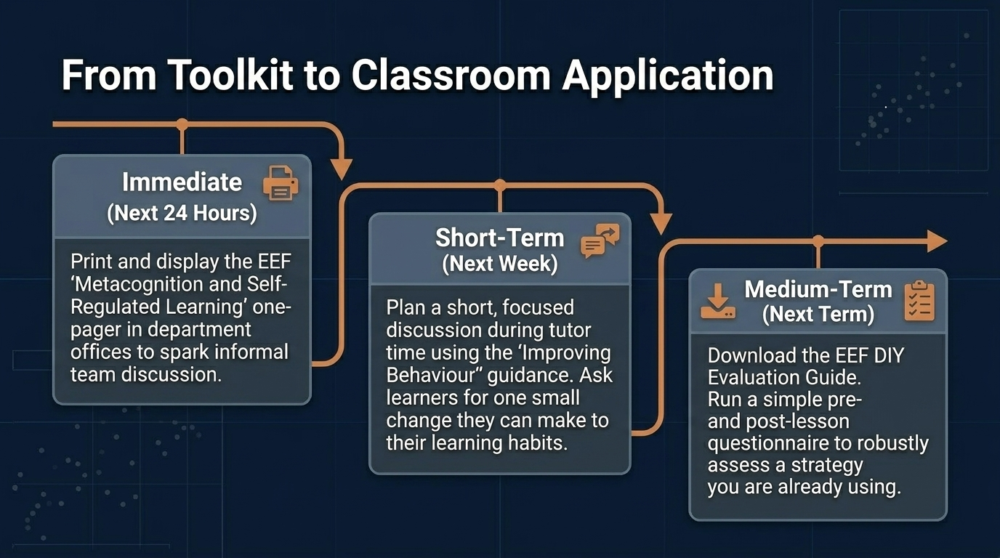 From Toolkit to Classroom Application
Immediate
(Next 24 Hours)
Print and display the EEF
‘Metacognition and Self-
Regulated Learning’ one-
pager in department
offices to spark informal
team discussion.
Short-Term
(Next Week)
Plan a short, focused
discussion during tutor
time using the ‘Improving
Behaviour” guidance. Ask
learners for one small
change they can make to
their learning habits.
Medium-Term
(Next Term)
Download the EEF DIY
Evaluation Guide.
Run a simple pre-
and post-lesson
questionnaire to robustly
assess a strategy
you are already using.